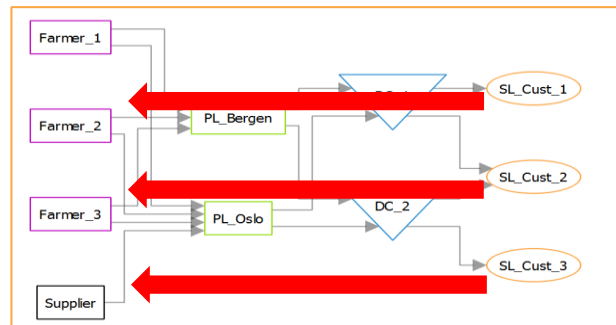 Farmer_1
SL_Cust_1
PL_Bergen
Farmer_2
SL_Cust_2
Farmer_3
PL_Oslo
DC_2
SL_Cust_3
Supplier